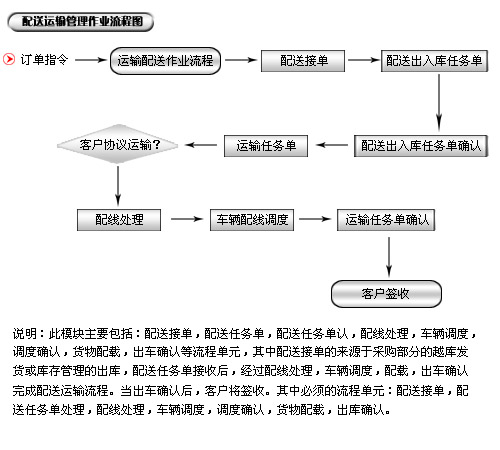 配送运输管理作业流程图
订单指令
运输配送作业流程
配送接单
配送出入库任务单
客户协议运输？
运输任务单
配送出入库任务单确认
配线处理
车辆配线调度
运输任务单确认
客户签收
说明：此模块主要包括：配送接单，配送任务单，配送任务单认，配线处理，车辆调度，
调度确认，货物配载，出车确认等流程单元，其中配送接单的来源于采购部分的越库发
货或库存管理的出库，配送任务单接收后，经过配线处理，车辆调度，配载，出车确认
完成配送运输流程。当出车确认后，客户将签收。其中必须的流程单元：配送接单，配
送任务单处理，配线处理，车辆调度，调度确认，货物配载，出库确认。